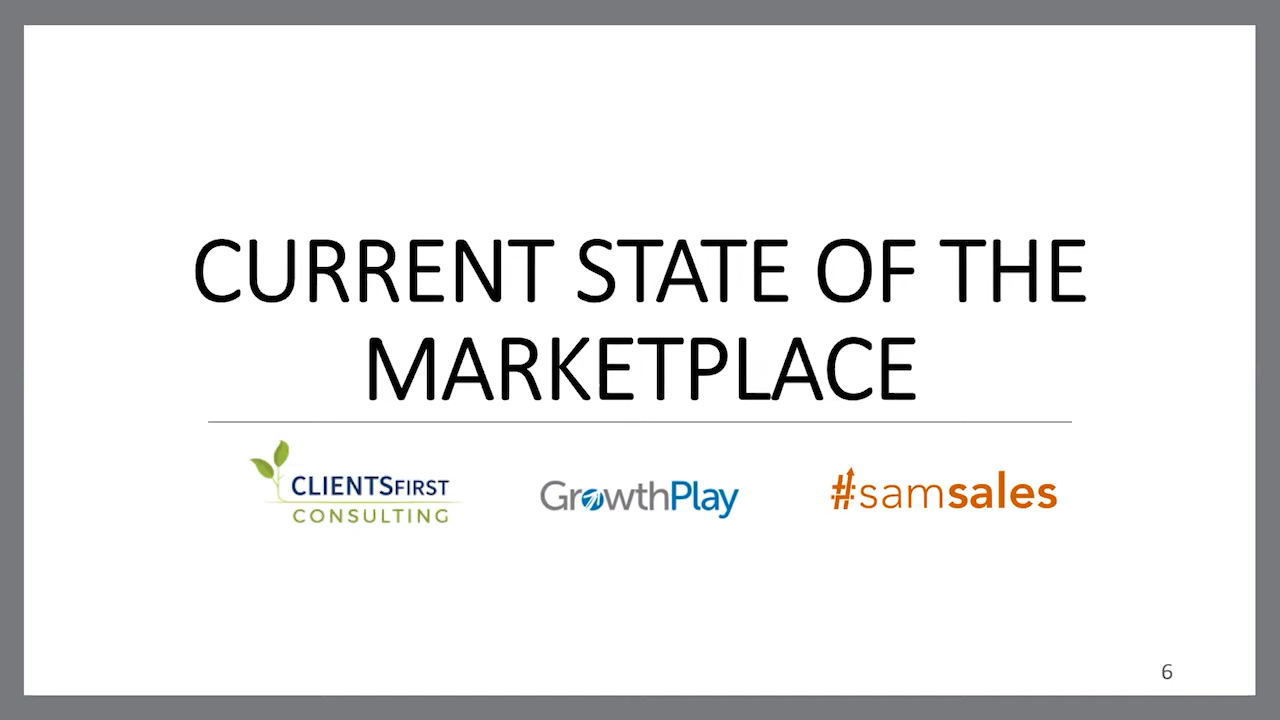 CURRENT STATE OF THE
MARKETPLACE
CLIENTSFIRST
CONSULTING
GrowthPlay
#samsales
6